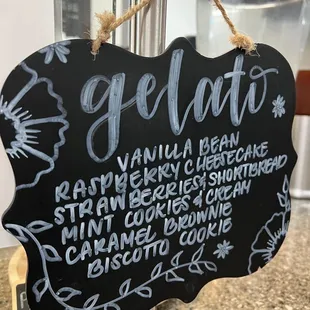 gelato
VANILLA BEAN
RASPBERRY CHEESECAKE
STRAWBERRIES & SHORTBREAD
MINT COOKIES & CREAM
CARAMEL BROWNIE
BISCOTTO COOKIE